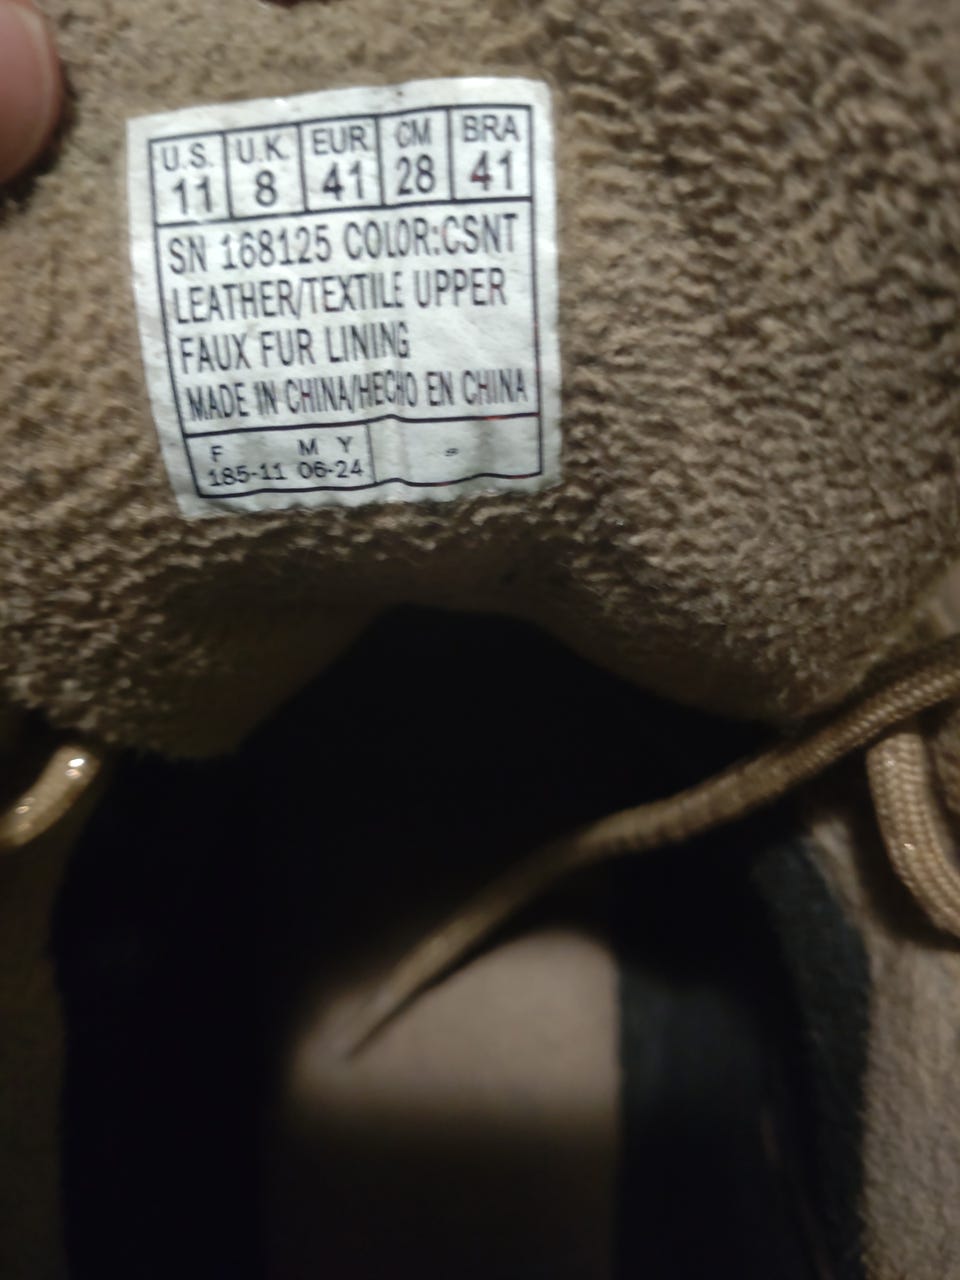 U.S. U.K. EUR CM BRA
11 8 41 28 41
SN 168125 COLOR:CSNT
LEATHER/TEXTILE UPPER
FAUX FUR LINING
MADE IN CHINA/HECHO EN CHINA
F M Y
185-11 06-24